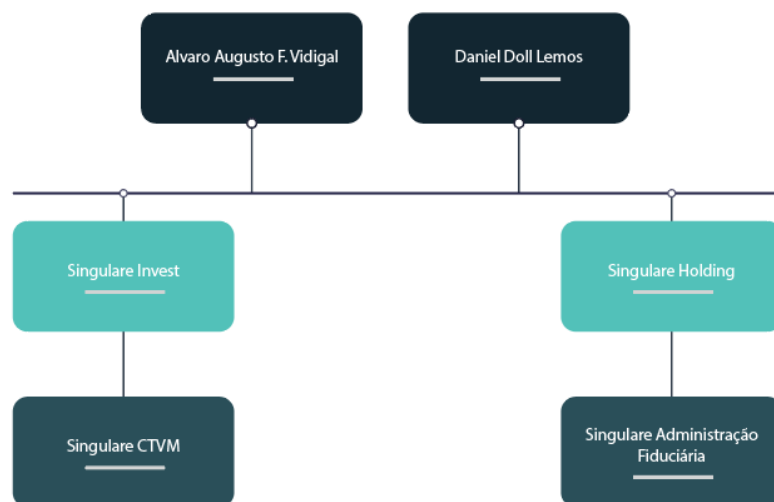 Alvaro Augusto F. Vidigal
Daniel Doll Lemos
Singulare Invest
Singulare Holding
Singulare CTVM
Singulare Administração
Fiduciária